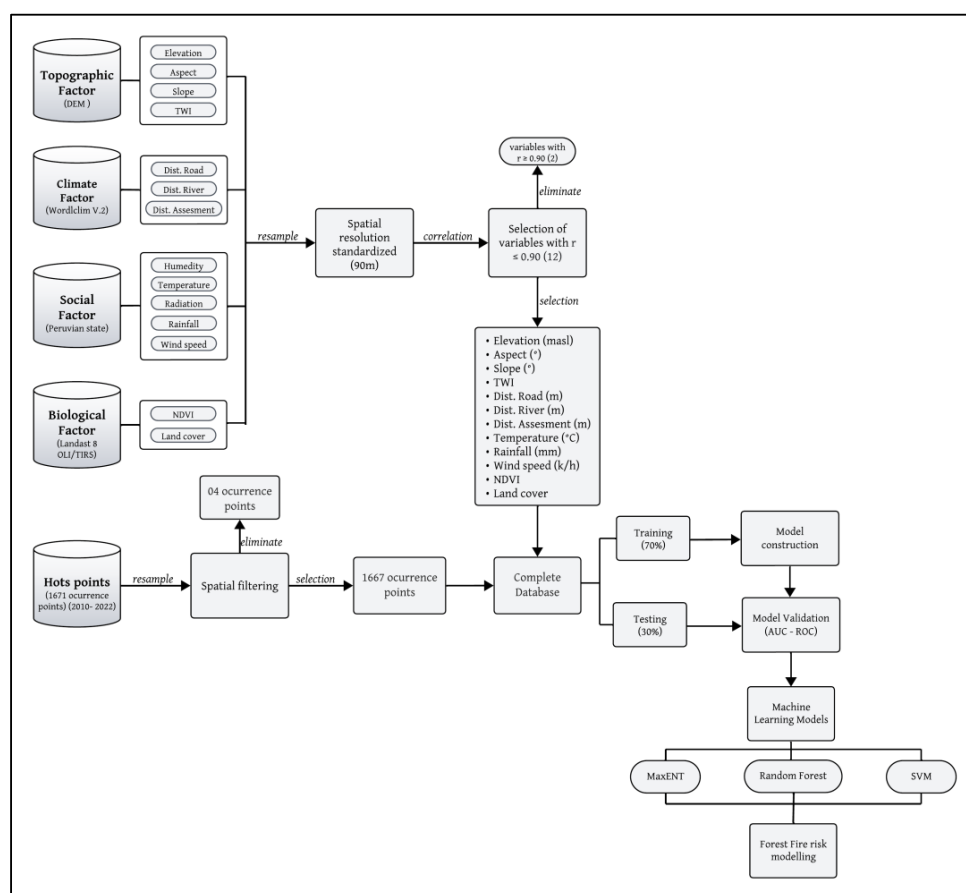 Topographic
Factor
(DEM )
Elevation
Aspect
Slope
TWI
Climate
Factor
(Wordlclim V.2)
Dist. Road
Dist. River
Dist. Assesment
Social
Factor
(Peruvian state)
Humedity
Temperature
Radiation
Rainfall
Wind speed
Biological
Factor
(Landast 8
OLI/TIRS)
NDVI
Land cover
resample
Spatial
resolution
standardized
(90m)
correlation
variables with
r ≥ 0.90 (2)
eliminate
Selection of
variables with r
≤ 0.90 (12)
selection
• Elevation (masl)
• Aspect (°)
• Slope (°)
• TWI
• Dist. Road (m)
• Dist. River (m)
• Dist. Assesment (m)
• Temperature (°C)
• Rainfall (mm)
• Wind speed (k/h)
• NDVI
• Land cover
04 ocurrence
points
eliminate
Hots points
(1671 ocurrence
points) (2010- 2022)
resample
Spatial filtering
selection
1667 ocurrence
points
Complete
Database
Training
(70%)
Model
construction
Testing
(30%)
Model Validation
(AUC - ROC)
Machine
Learning Models
MaxENT
Random Forest
SVM
Forest Fire risk
modelling